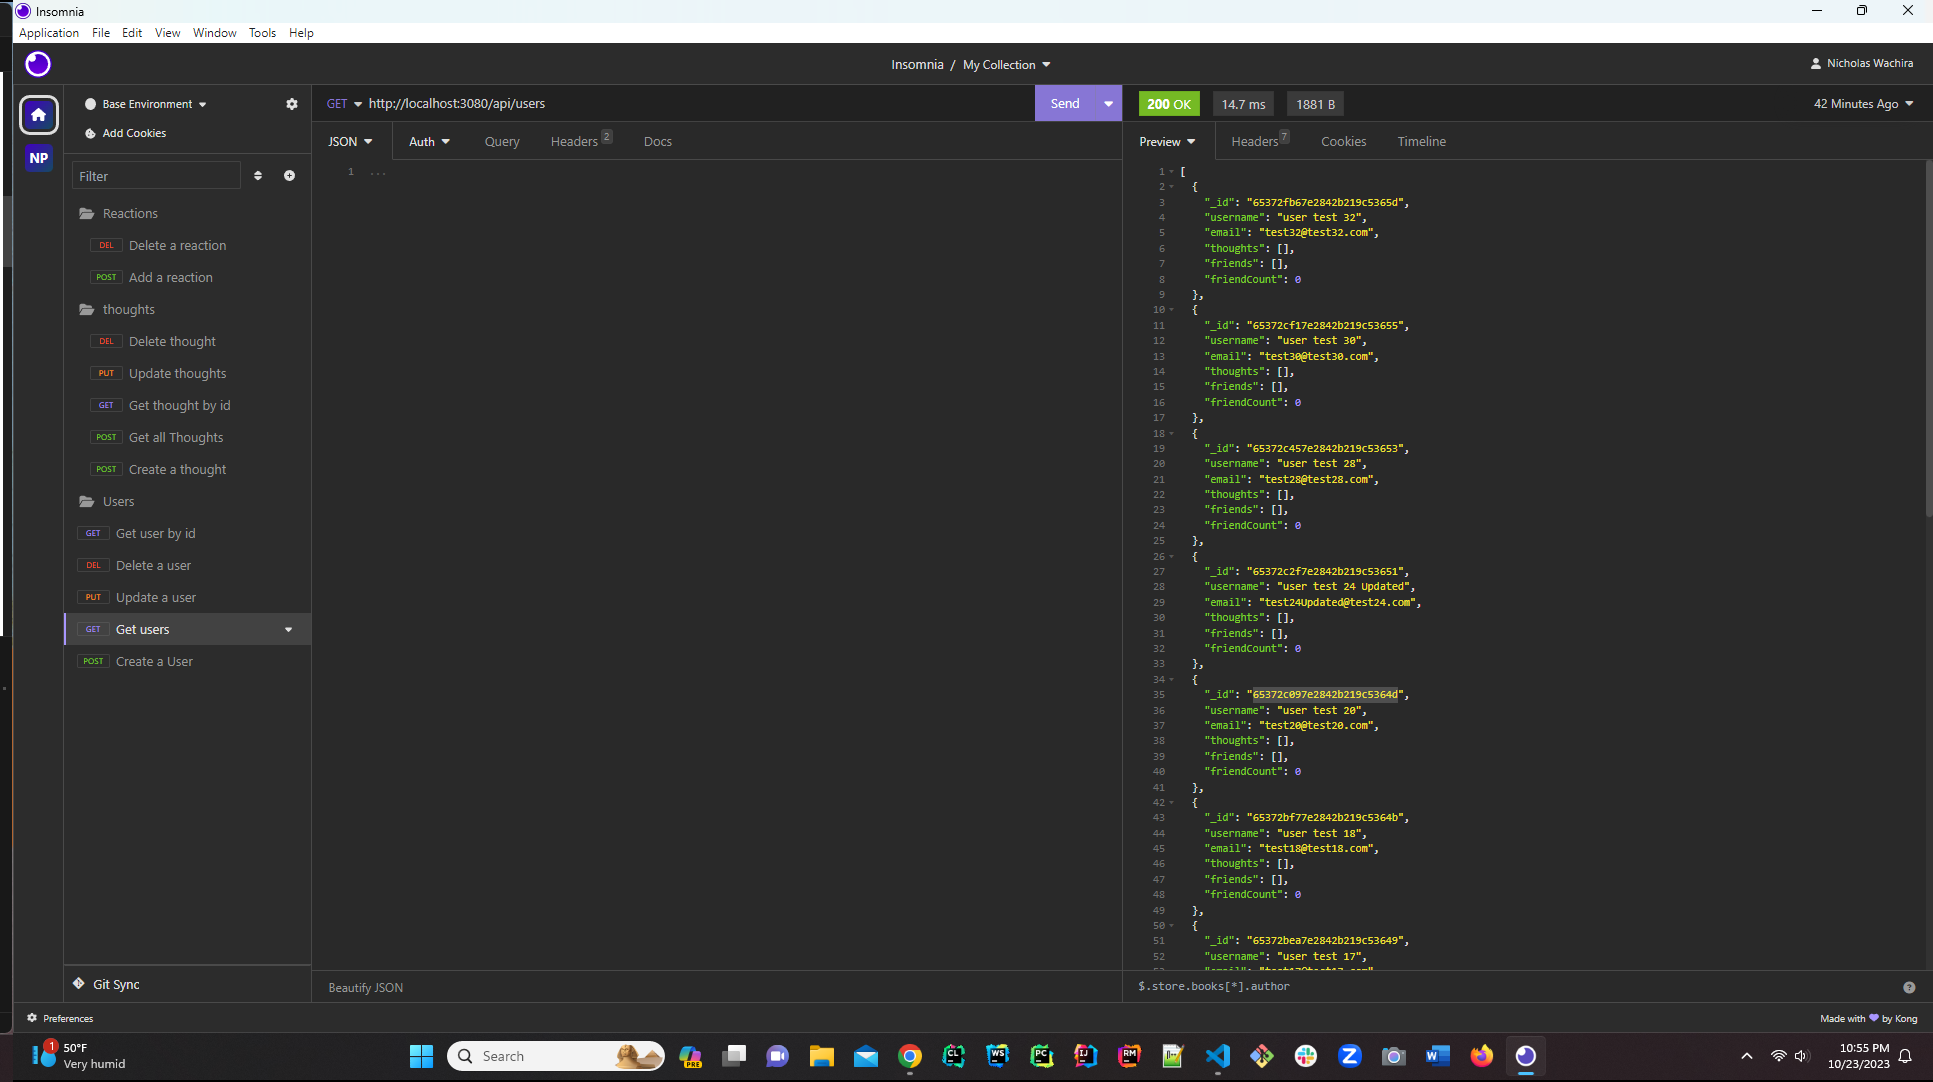 Insomnia
Application File Edit View Window Tools Help
Insomnia / My Collection
Nicholas Wachira
Base Environment
Add Cookies
NP
Filter
Reactions
DEL Delete a reaction
POST Add a reaction
thoughts
DEL Delete thought
PUT Update thoughts
GET Get thought by id
POST Get all Thoughts
POST Create a thought
Users
GET Get user by id
DEL Delete a user
PUT Update a user
GET Get users
POST Create a User
Git Sync
GET http://localhost:3080/api/users
Send
JSON Auth Query Headers 2 Docs
1 ...
Beautify JSON
200 OK 14.7 ms 1881 B
42 Minutes Ago
Preview Headers 7 Cookies Timeline
1 [
2 {
3 "_id": "65372fb67e2842b219c5365d",
4 "username": "user test 32",
5 "email": "test32@test32.com",
6 "thoughts": [],
7 "friends": [],
8 "friendCount": 0
9 },
10 {
11 "_id": "65372cf17e2842b219c53655",
12 "username": "user test 30",
13 "email": "test30@test30.com",
14 "thoughts": [],
15 "friends": [],
16 "friendCount": 0
17 },
18 {
19 "_id": "65372c457e2842b219c53653",
20 "username": "user test 28",
21 "email": "test28@test28.com",
22 "thoughts": [],
23 "friends": [],
24 "friendCount": 0
25 },
26 {
27 "_id": "65372c2f7e2842b219c53651",
28 "username": "user test 24 Updated",
29 "email": "test24Updated@test24.com",
30 "thoughts": [],
31 "friends": [],
32 "friendCount": 0
33 },
34 {
35 "_id": "65372c097e2842b219c5364d",
36 "username": "user test 20",
37 "email": "test20@test20.com",
38 "thoughts": [],
39 "friends": [],
40 "friendCount": 0
41 },
42 {
43 "_id": "65372bf77e2842b219c5364b",
44 "username": "user test 18",
45 "email": "test18@test18.com",
46 "thoughts": [],
47 "friends": [],
48 "friendCount": 0
49 },
50 {
51 "_id": "65372bea7e2842b219c53649",
52 "username": "user test 17",
$.store.books[*].author
Preferences
Made with by Kong
1
50°F
Very humid
Search
PRE
CL
WS
PC
IJ
RM
10:55 PM
10/23/2023